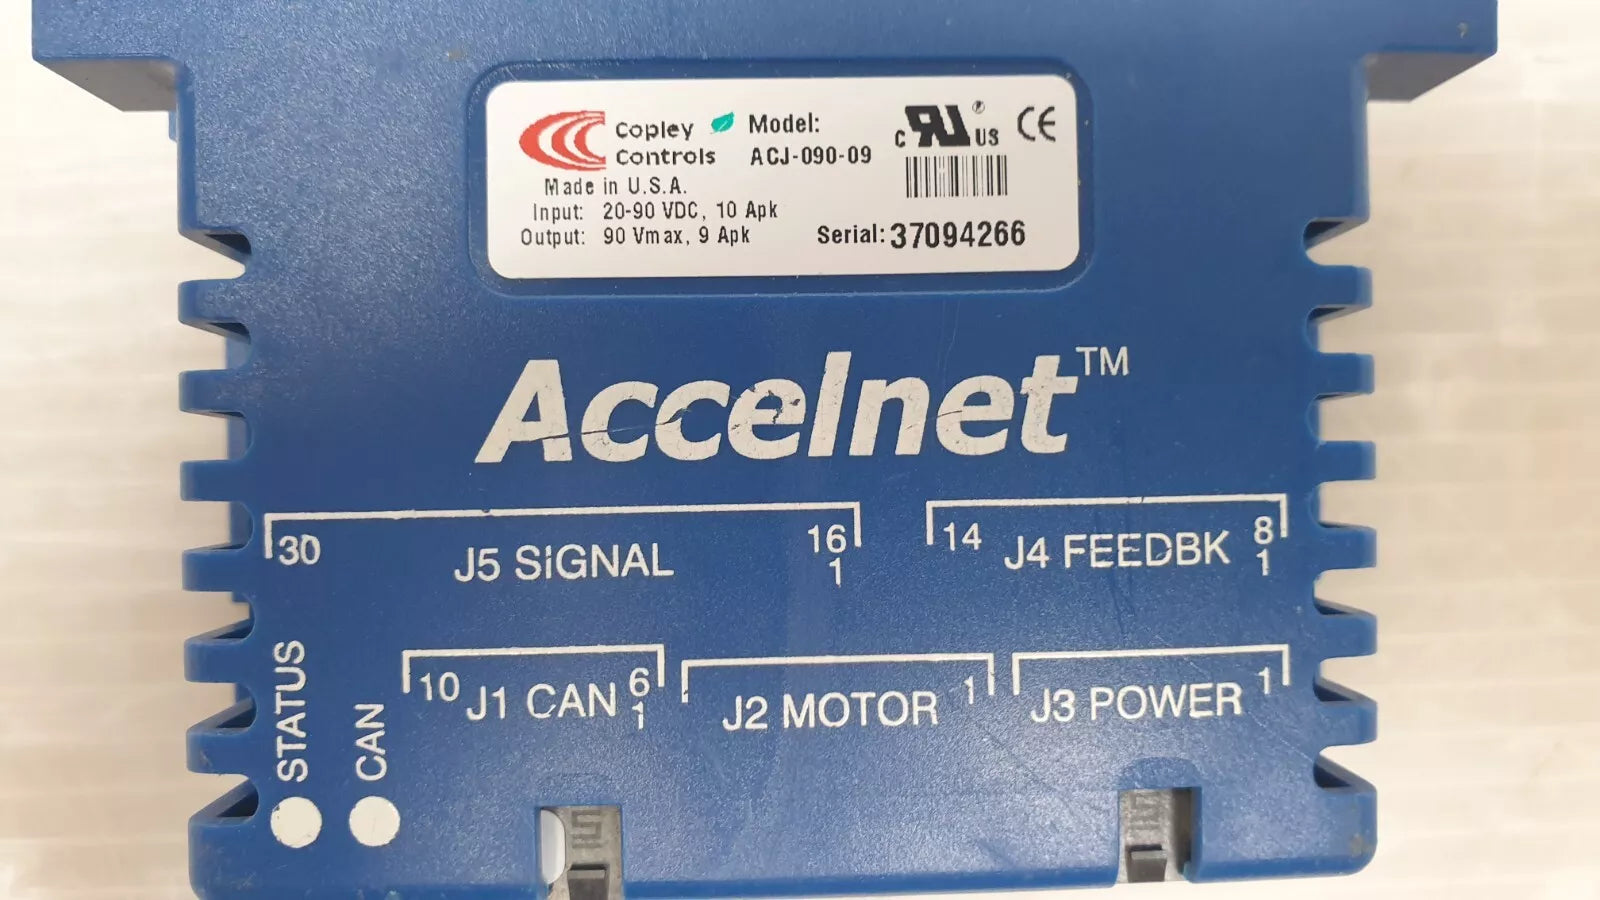 Copley Controls
Model: ACJ-090-09
c RU US CE
Made in U.S.A.
Input: 20-90 VDC, 10 Apk
Output: 90 Vmax, 9 Apk
Serial: 37094266
Accelnet™
30 J5 SIGNAL 16 1
14 J4 FEEDBK 8 1
STATUS
CAN
10 J1 CAN 6 1
J2 MOTOR 1
J3 POWER 1